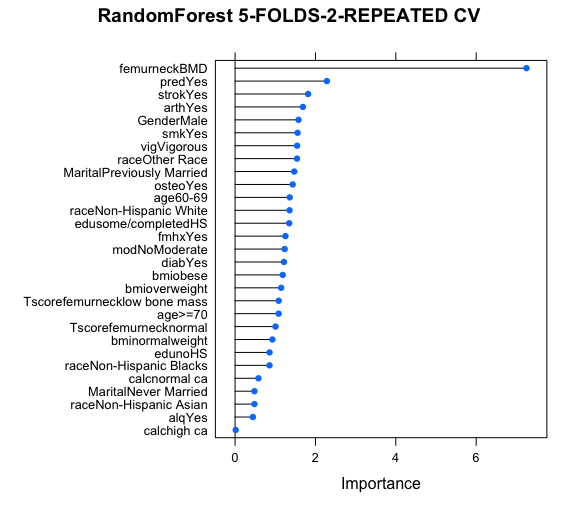 RandomForest 5-FOLDS-2-REPEATED CV
femurneckBMD
predYes
strokYes
arthYes
GenderMale
smkYes
vigVigorous
raceOther Race
MaritalPreviously Married
osteoYes
age60-69
raceNon-Hispanic White
edusome/completedHS
fmhxYes
modNoModerate
diabYes
bmiobese
bmioverweight
Tscorefemurnecklow bone mass
age>=70
Tscorefemurnecknormal
bminormalweight
edunoHS
raceNon-Hispanic Blacks
calcnormal ca
MaritalNever Married
raceNon-Hispanic Asian
alqYes
calchigh ca
0 2 4 6
Importance